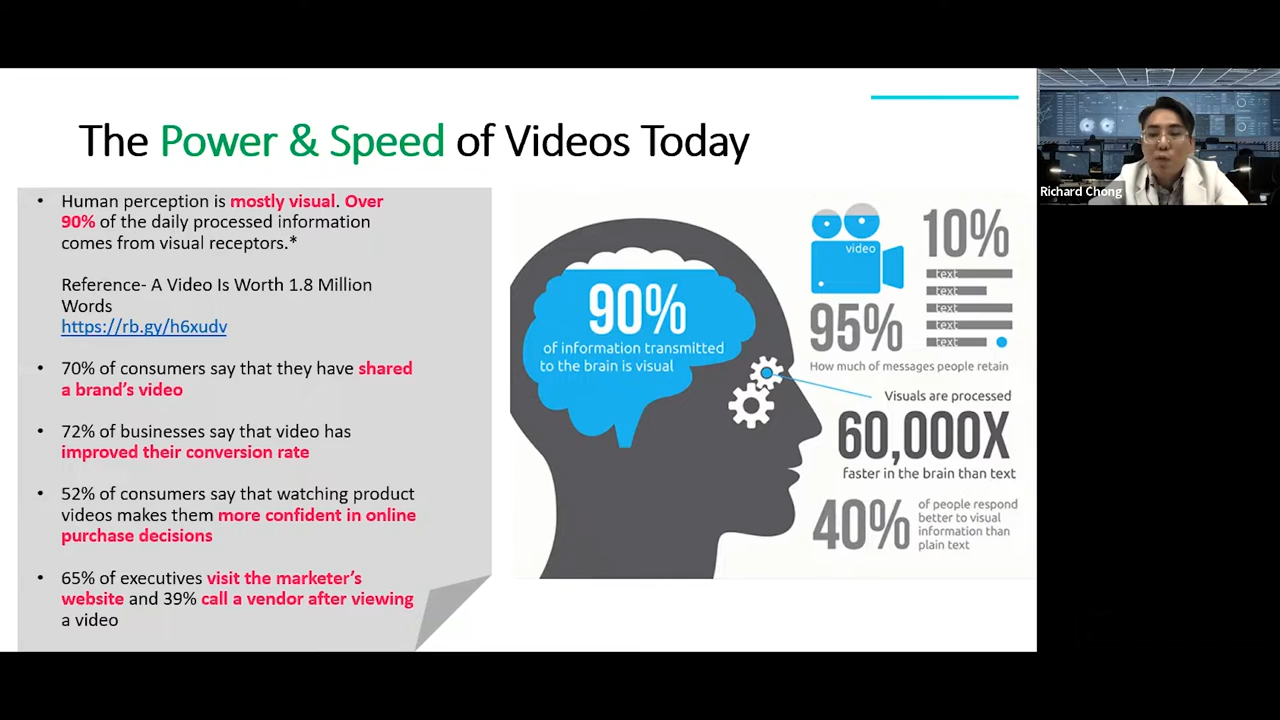 The Power & Speed of Videos Today
• Human perception is mostly visual. Over
90% of the daily processed information
comes from visual receptors.*
Reference- A Video Is Worth 1.8 Million
Words
https://rb.gy/h6xudv
• 70% of consumers say that they have shared
a brand's video
• 72% of businesses say that video has
improved their conversion rate
• 52% of consumers say that watching product
videos makes them more confident in online
purchase decisions
• 65% of executives visit the marketer's
website and 39% call a vendor after viewing
a video
90%
of information transmitted
to the brain is visual
video
95%
10%
text
text
text
text
text
How much of messages people retain
Visuals are processed
60,000X
faster in the brain than text
40%
of people respond
better to visual
information than
plain text
Richard Chong